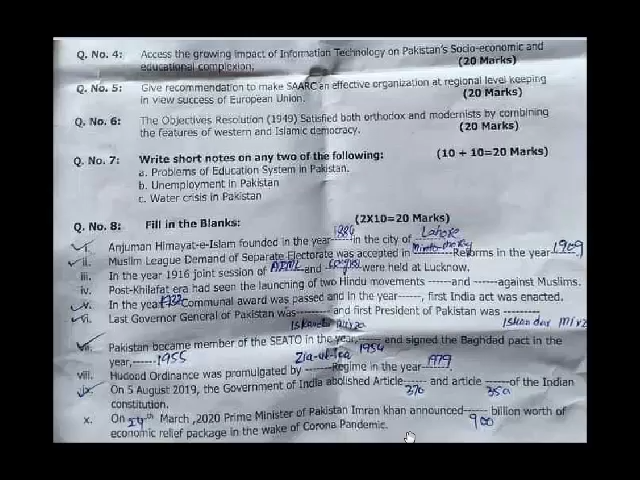 Q. No. 4: Access the growing impact of Information Technology on Pakistan's Socio-economic and
educational complexion; (20 Marks)
Q. No. 5: Give recommendation to make SAARC an effective organization at regional level keeping
in view success of European Union. (20 Marks)
Q. No. 6: The Objectives Resolution (1949) Satisfied both orthodox and modernists by combining
the features of western and Islamic democracy. (20 Marks)
Q. No. 7: Write short notes on any two of the following: (10 + 10=20 Marks)
a. Problems of Education System in Pakistan.
b. Unemployment in Pakistan
c. Water crisis in Pakistan
Q. No. 8: Fill in the Blanks: (2X10=20 Marks)
i. Anjuman Himayat-e-Islam founded in the year 1884 in the city of Lahore
ii. Muslim League Demand of Separate Electorate was accepted in Minto-Morley Reforms in the year 1909
iii. In the year 1916 joint session of AIML and Congress were held at Lucknow.
iv. Post-Khilafat era had seen the launching of two Hindu movements ------and ------against Muslims.
v. In the year 1932 Communal award was passed and in the year------, first India act was enacted.
vi. Last Governor General of Pakistan was-------- and first President of Pakistan was --------
Iskander mirza Iskandar mirza
vii. Pakistan became member of the SEATO in the year,----- and signed the Baghdad pact in the
1954
year,------1955
Zia-ul-Haq 1979
viii. Hudood Ordinance was promulgated by ------Regime in the year------
ix. On 5 August 2019, the Government of India abolished Article------ and article ------of the Indian
370 35a
constitution.
x. On 24th March,2020 Prime Minister of Pakistan Imran khan announced----- billion worth of
900
economic relief package in the wake of Corona Pandemic.